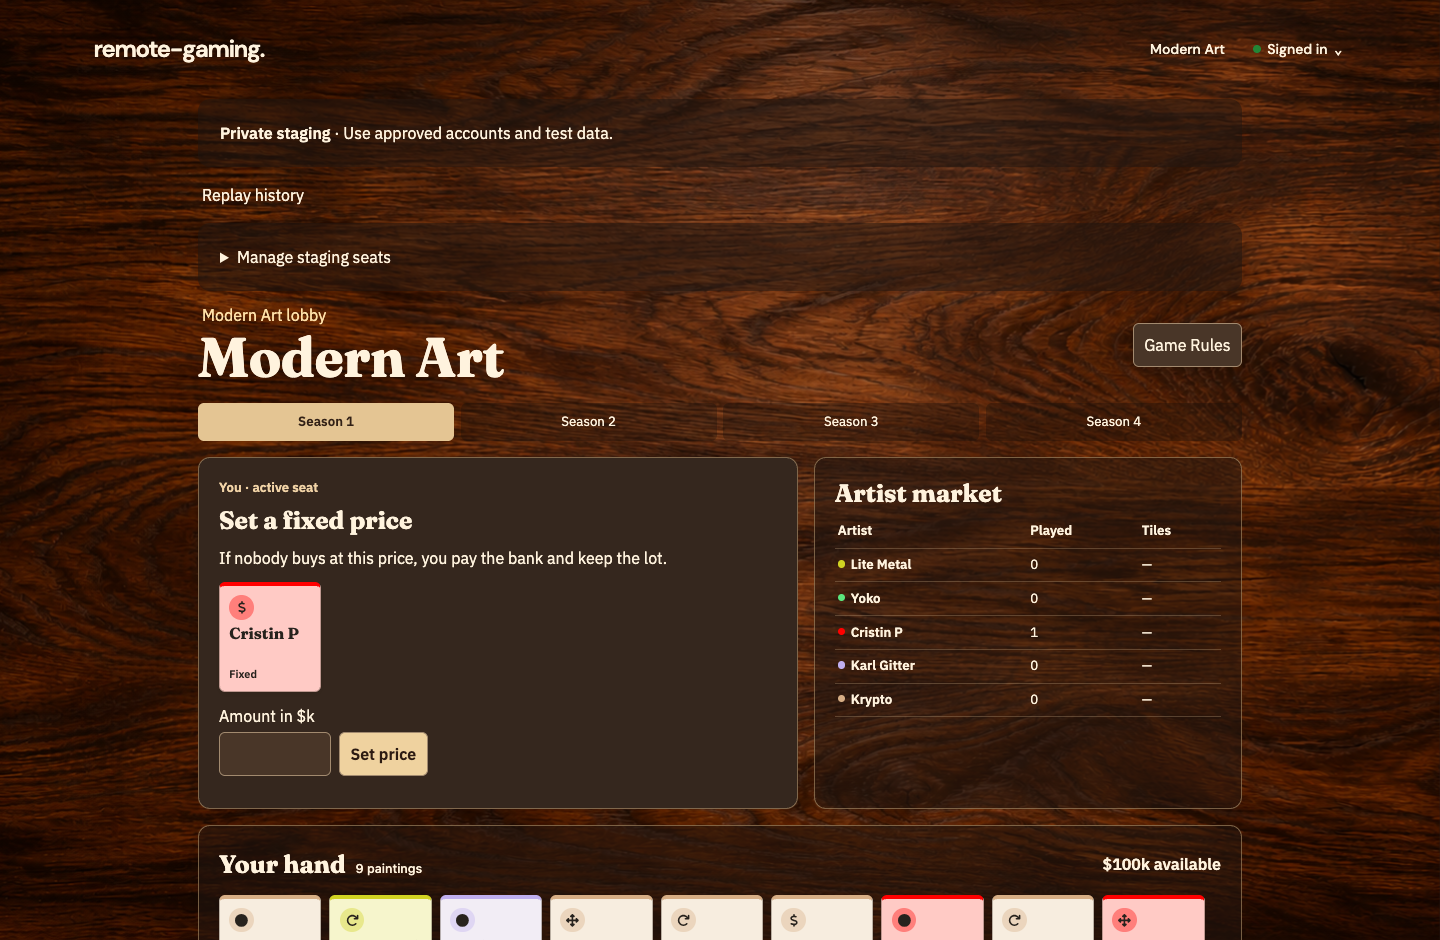 remote-gaming.
Modern Art
Signed in
Private staging · Use approved accounts and test data.
Replay history
Manage staging seats
Modern Art lobby
Modern Art
Game Rules
Season 1
Season 2
Season 3
Season 4
You · active seat
Set a fixed price
If nobody buys at this price, you pay the bank and keep the lot.
$
Cristin P
Fixed
Amount in $k
Set price
Artist market
Artist Played Tiles
Lite Metal 0 —
Yoko 0 —
Cristin P 1 —
Karl Gitter 0 —
Krypto 0 —
Your hand 9 paintings
$100k available
$